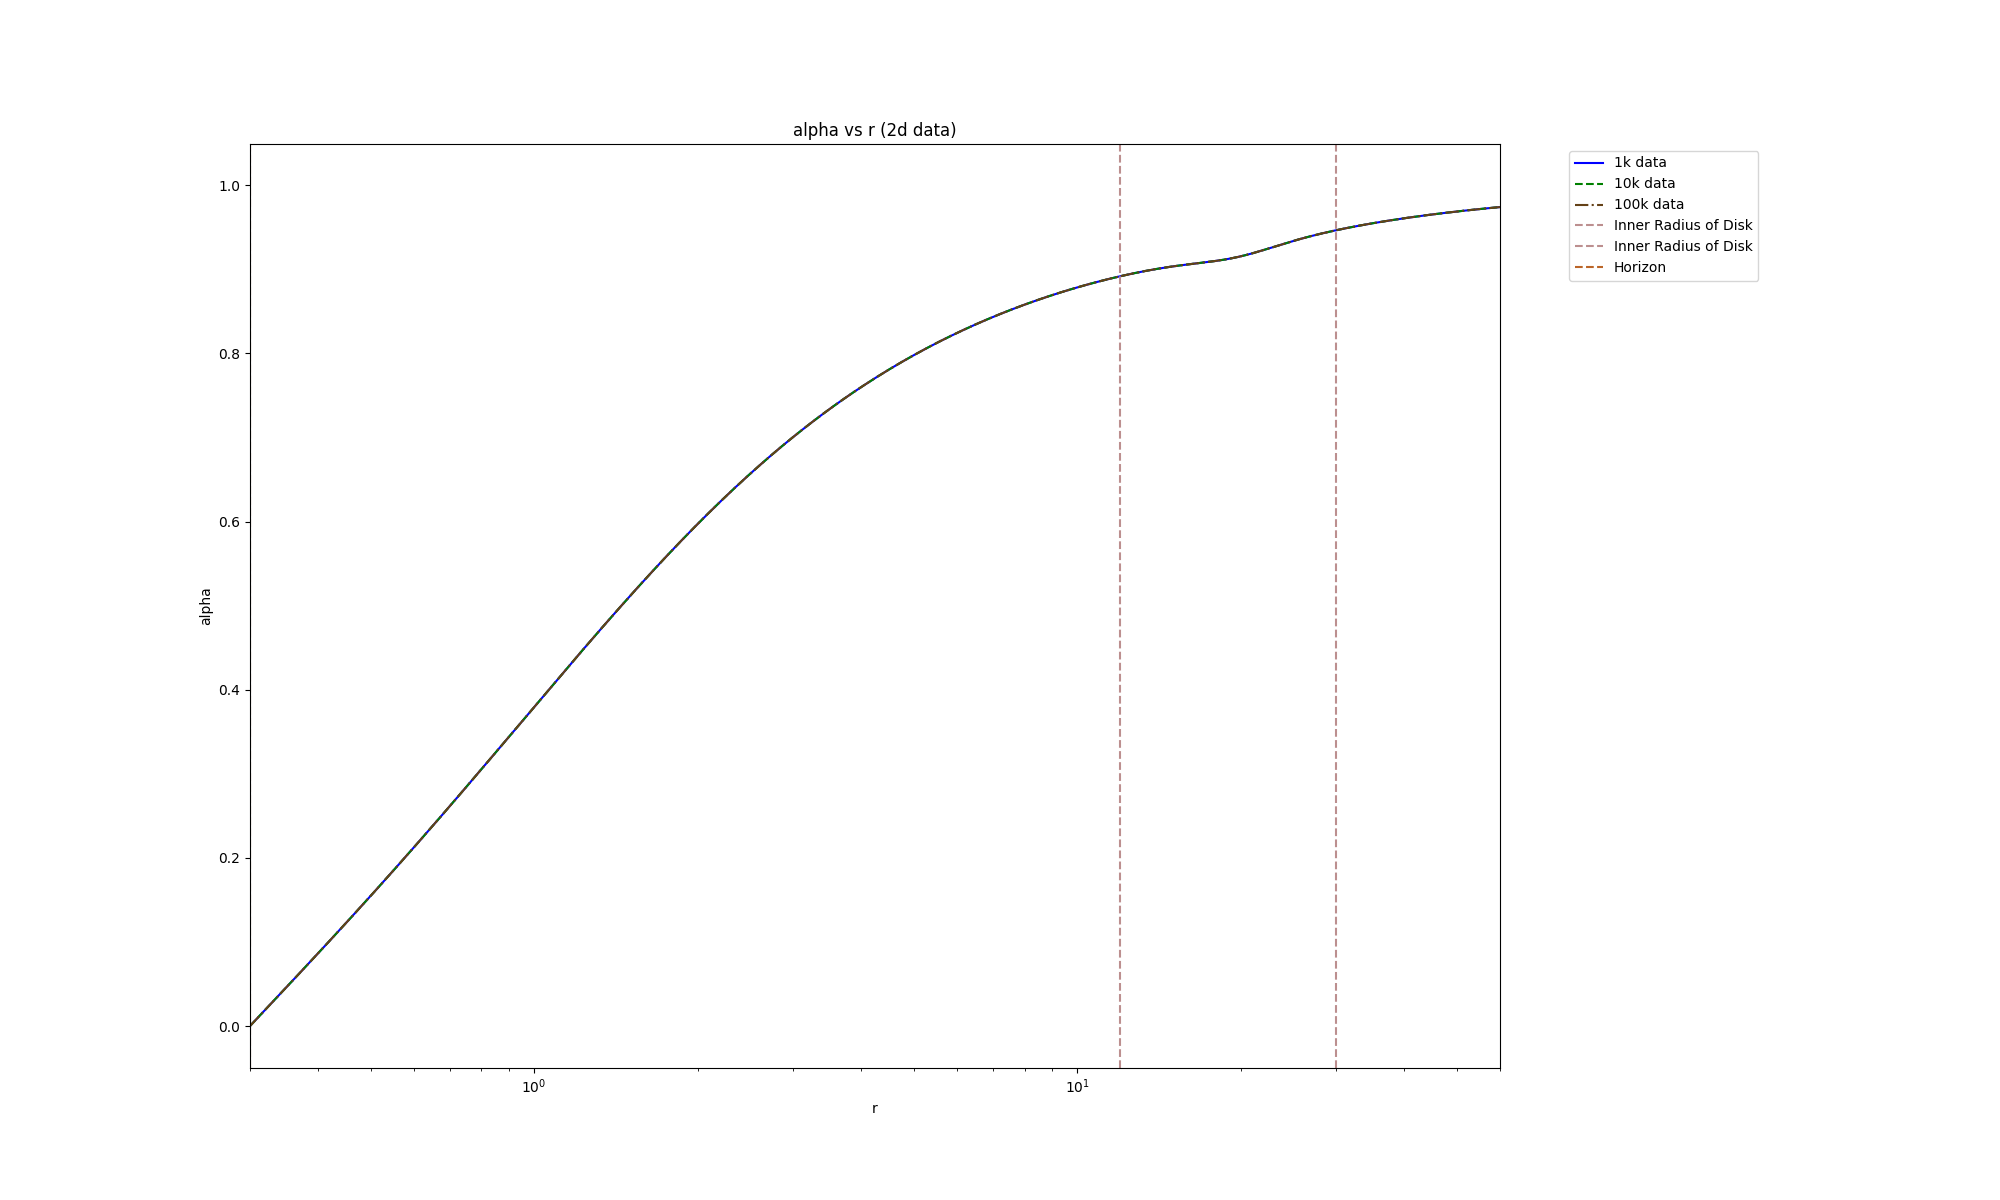 alpha vs r (2d data)
1.0
0.8
0.6
0.4
0.2
0.0
alpha
10⁰
10¹
r
1k data
10k data
100k data
Inner Radius of Disk
Inner Radius of Disk
Horizon